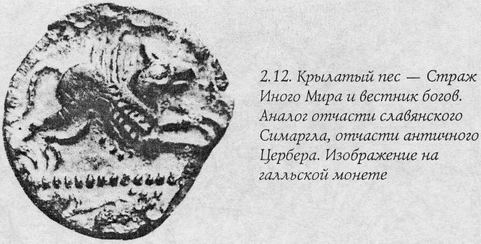 2.12. Крылатый пес — Страж
Иного Мира и вестник богов.
Аналог отчасти славянского
Симаргла, отчасти античного
Цербера. Изображение на
галльской монете